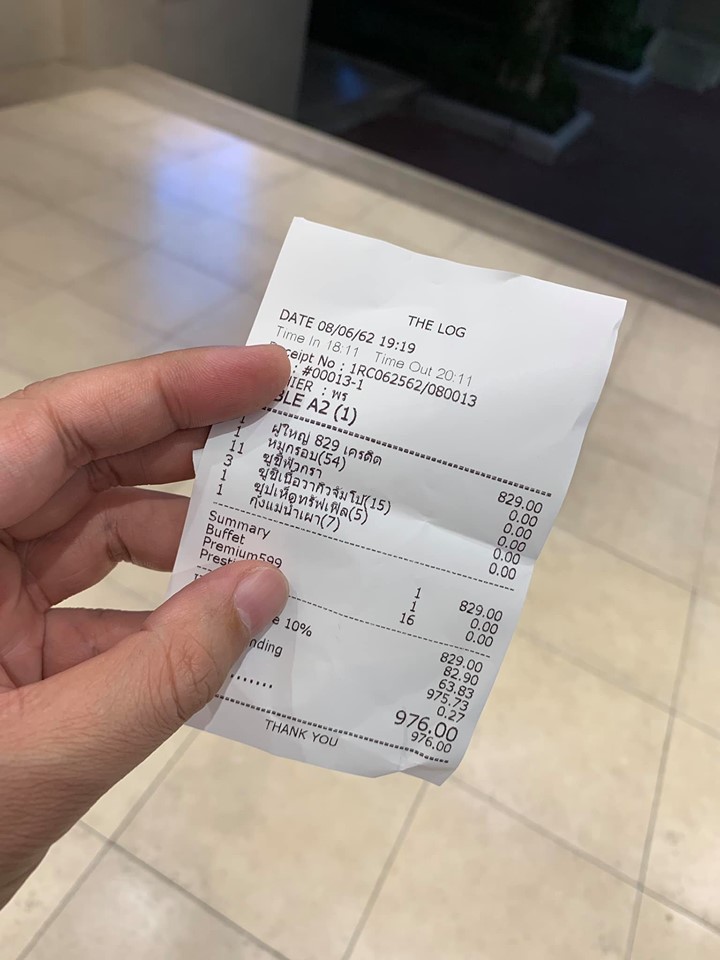 THE LOG
DATE 08/06/62 19:19
Time In 18:11 Time Out 20:11
Receipt No : 1RC062562/080013
: #00013-1
: พร
BLE A2 (1)
1 ผู้ใหญ่ 829 เครดิต 829.00
1 หมูกรอบ(54) 0.00
11 ซูชิฟัวกรา 0.00
3 ซูชิเนื้อวากิวจัมโบ้(15) 0.00
1 ซุปเห็ดทรัฟเฟิล(5) 0.00
1 กุ้งแม่น้ำเผา(7) 0.00
Summary
Buffet 1 829.00
Premium599 1 0.00
16 0.00
829.00
10% 82.90
63.83
975.73
nding 0.27
976.00
........ 976.00
THANK YOU